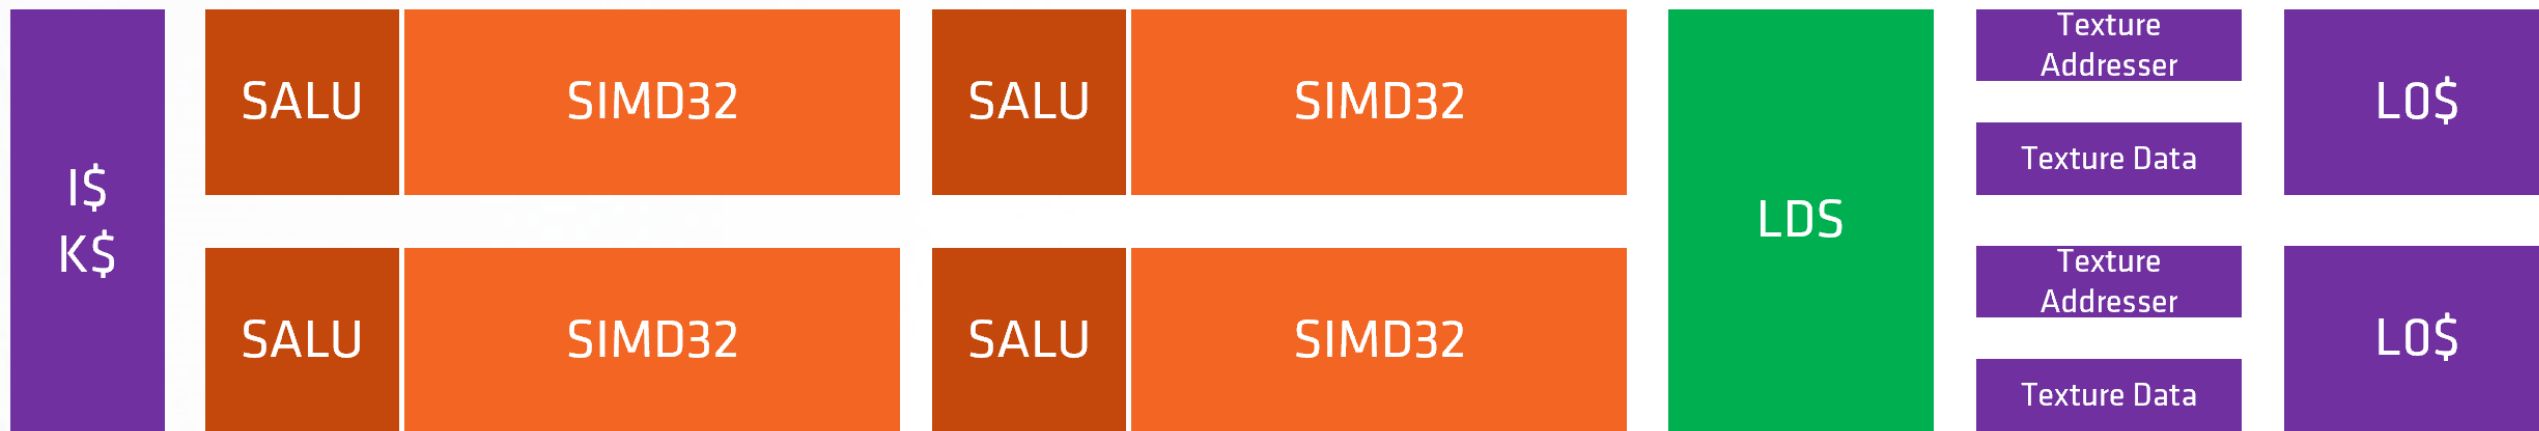 I$
K$
SALU
SIMD32
SALU
SIMD32
SALU
SIMD32
SALU
SIMD32
LDS
Texture
Addresser
Texture Data
L0$
Texture
Addresser
Texture Data
L0$